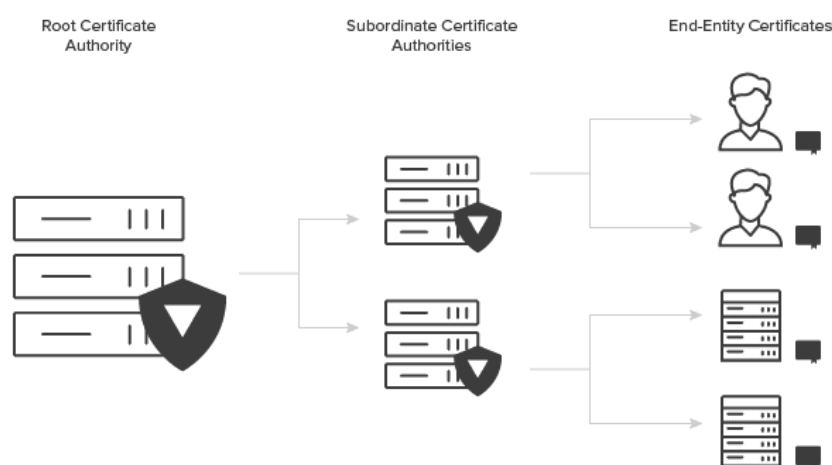 Root Certificate
Authority
Subordinate Certificate
Authorities
End-Entity Certificates